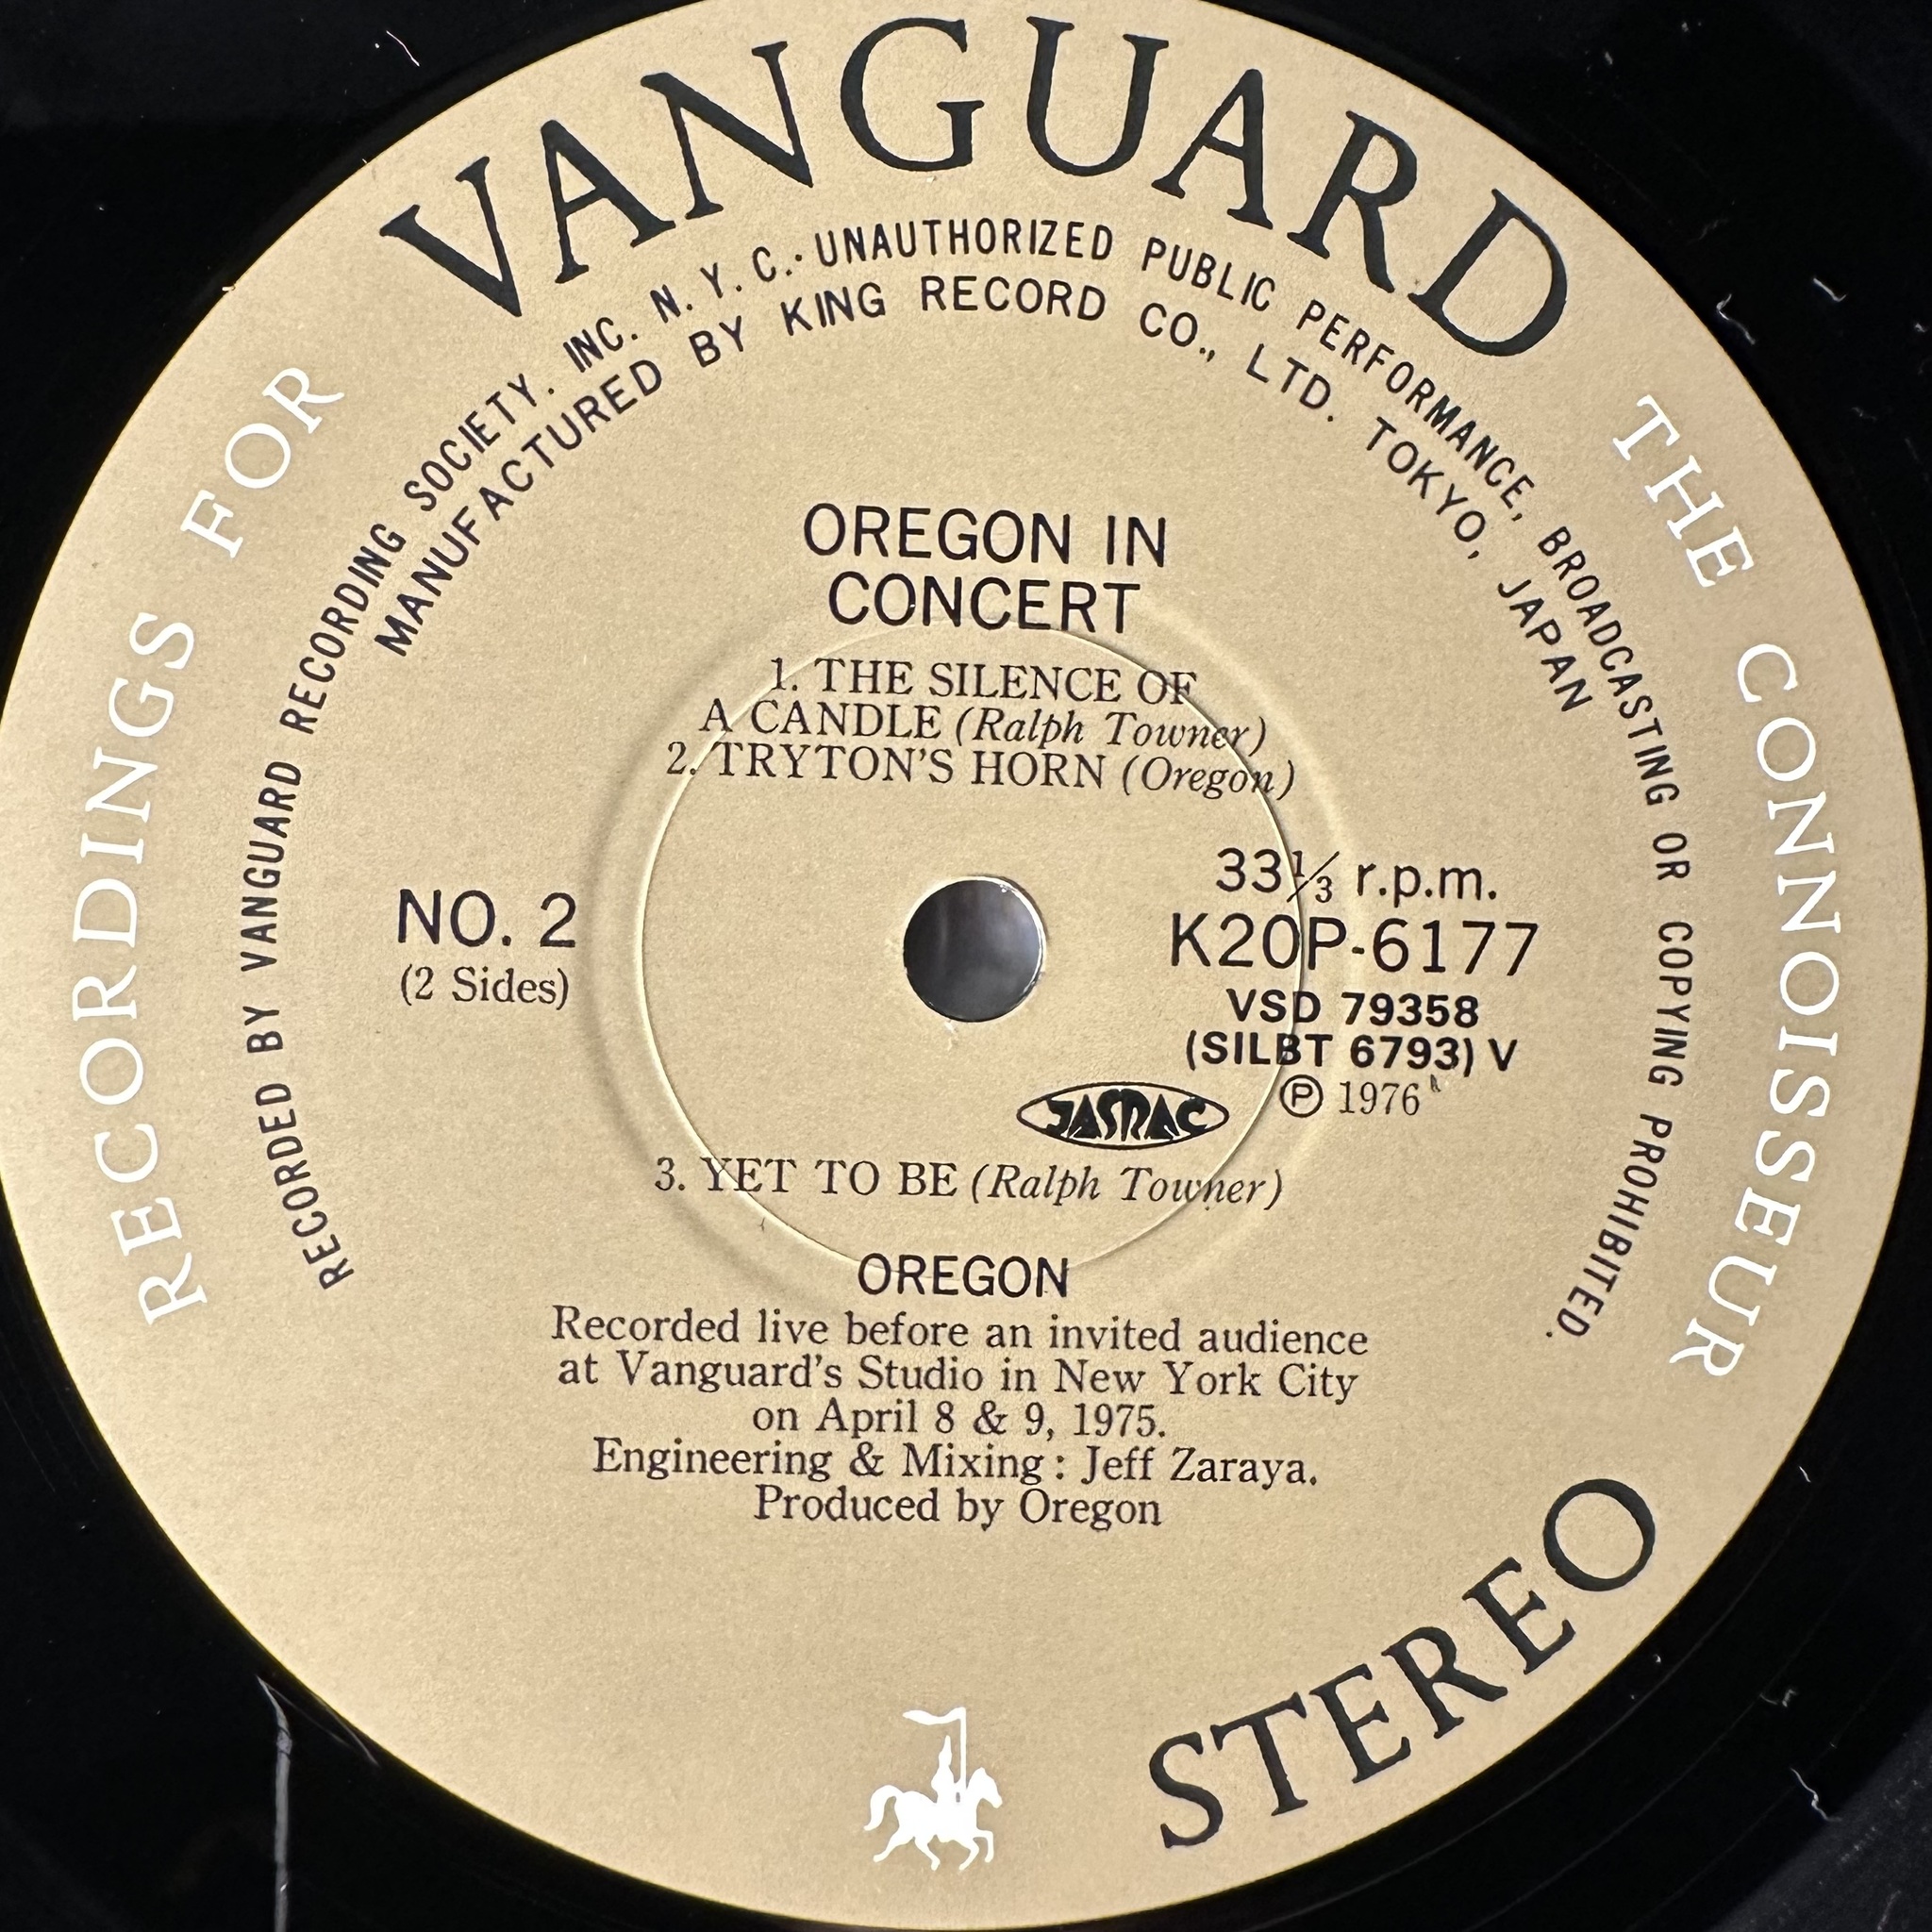 VANGUARD
RECORDINGS FOR THE CONNOISSEUR
RECORDED BY VANGUARD RECORDING SOCIETY. INC. N. Y. C.·UNAUTHORIZED PUBLIC PERFORMANCE, BROADCASTING OR COPYING PROHIBITED.
MANUFACTURED BY KING RECORD CO., LTD. TOKYO, JAPAN
OREGON IN
CONCERT
1. THE SILENCE OF
A CANDLE (Ralph Towner)
2. TRYTON'S HORN (Oregon)
NO. 2
(2 Sides)
33 1/3 r.p.m.
K20P-6177
VSD 79358
(SILBT 6793) V
℗ 1976
JASRAC
3. YET TO BE (Ralph Towner)
OREGON
Recorded live before an invited audience
at Vanguard's Studio in New York City
on April 8 & 9, 1975.
Engineering & Mixing : Jeff Zaraya.
Produced by Oregon
STEREO